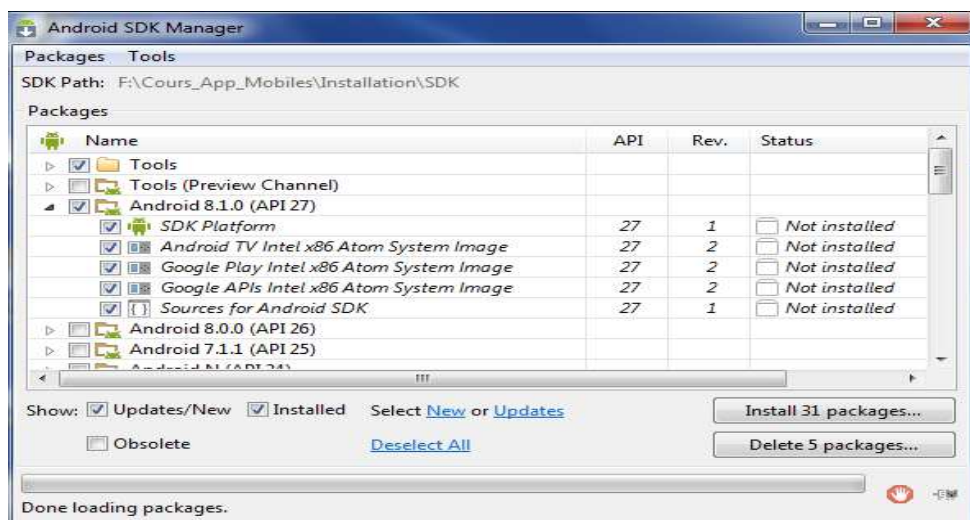 Android SDK Manager
Packages Tools
SDK Path: F:\Cours_App_Mobiles\Installation\SDK
Packages
Name API Rev. Status
Tools
Tools (Preview Channel)
Android 8.1.0 (API 27)
SDK Platform 27 1 Not installed
Android TV Intel x86 Atom System Image 27 2 Not installed
Google Play Intel x86 Atom System Image 27 2 Not installed
Google APIs Intel x86 Atom System Image 27 2 Not installed
Sources for Android SDK 27 1 Not installed
Android 8.0.0 (API 26)
Android 7.1.1 (API 25)
Android N (API 24)
Show: Updates/New Installed Select New or Updates Install 31 packages...
Obsolete Deselect All Delete 5 packages...
Done loading packages.